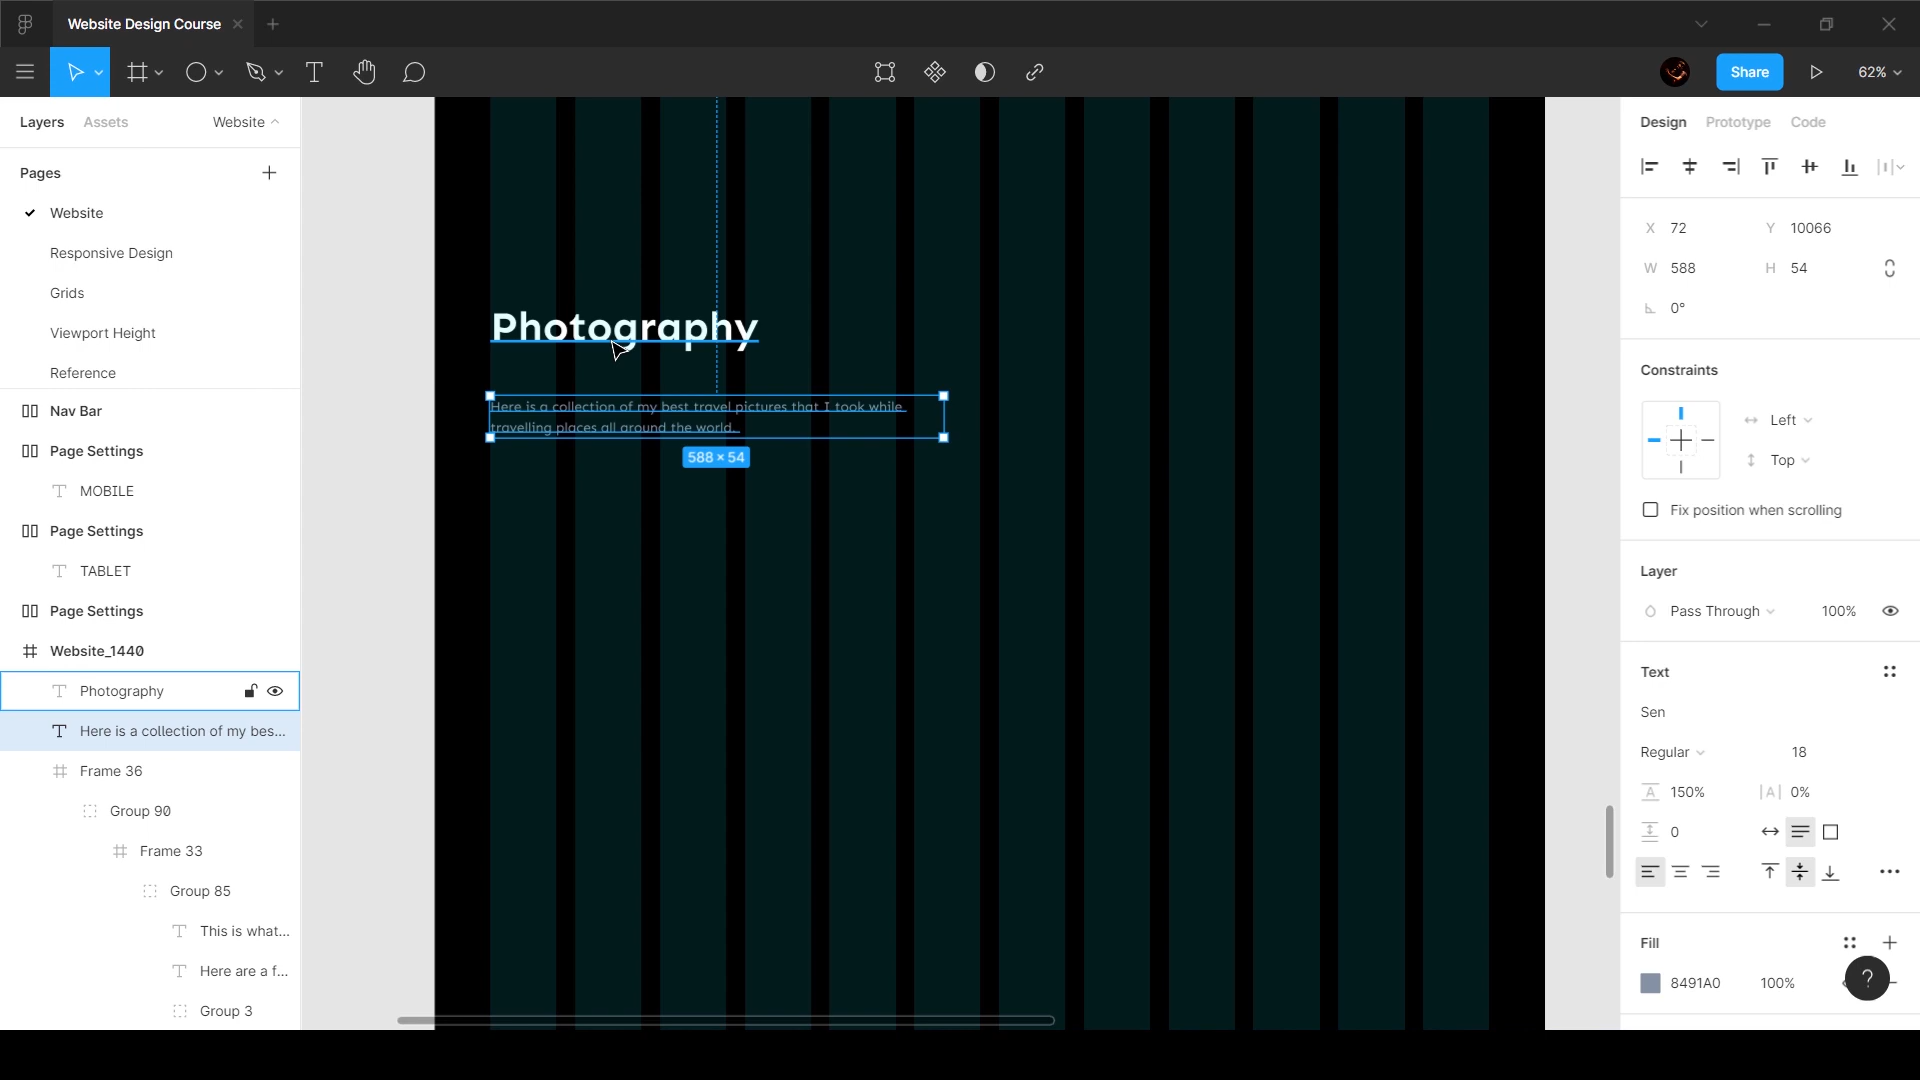 Website Design Course
Share
62%
Layers
Assets
Website
Design
Prototype
Code
Pages
Website
Responsive Design
Grids
Viewport Height
Reference
Nav Bar
Page Settings
MOBILE
Page Settings
TABLET
Page Settings
Website_1440
Photography
Here is a collection of my bes...
Frame 36
Group 90
Frame 33
Group 85
This is what...
Here are a f...
Group 3
Photography
Here is a collection of my best travel pictures that I took while
travelling places all around the world.
588 × 54
X 72 Y 10066
W 588 H 54
0°
Constraints
Left
Top
Fix position when scrolling
Layer
Pass Through 100%
Text
Sen
Regular 18
A 150% |A| 0%
0
Fill
8491A0 100%
?